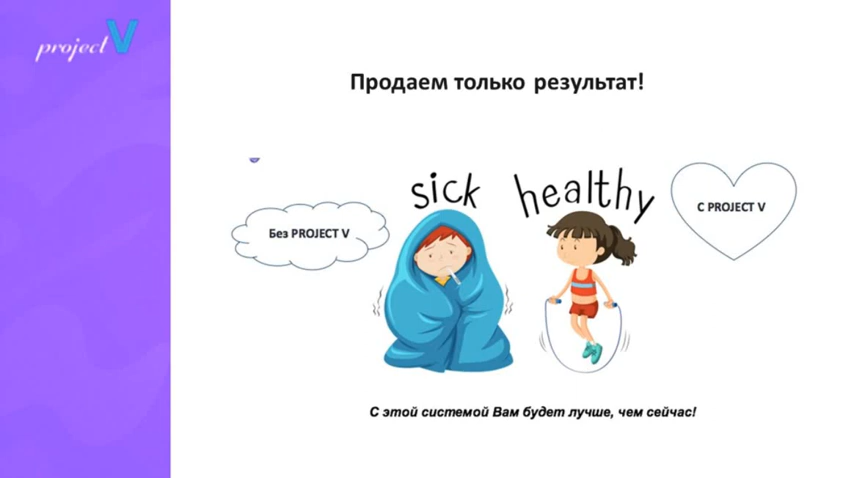 project V
Продаем только результат!
sick healthy
Без PROJECT V
С PROJECT V
С этой системой Вам будет лучше, чем сейчас!